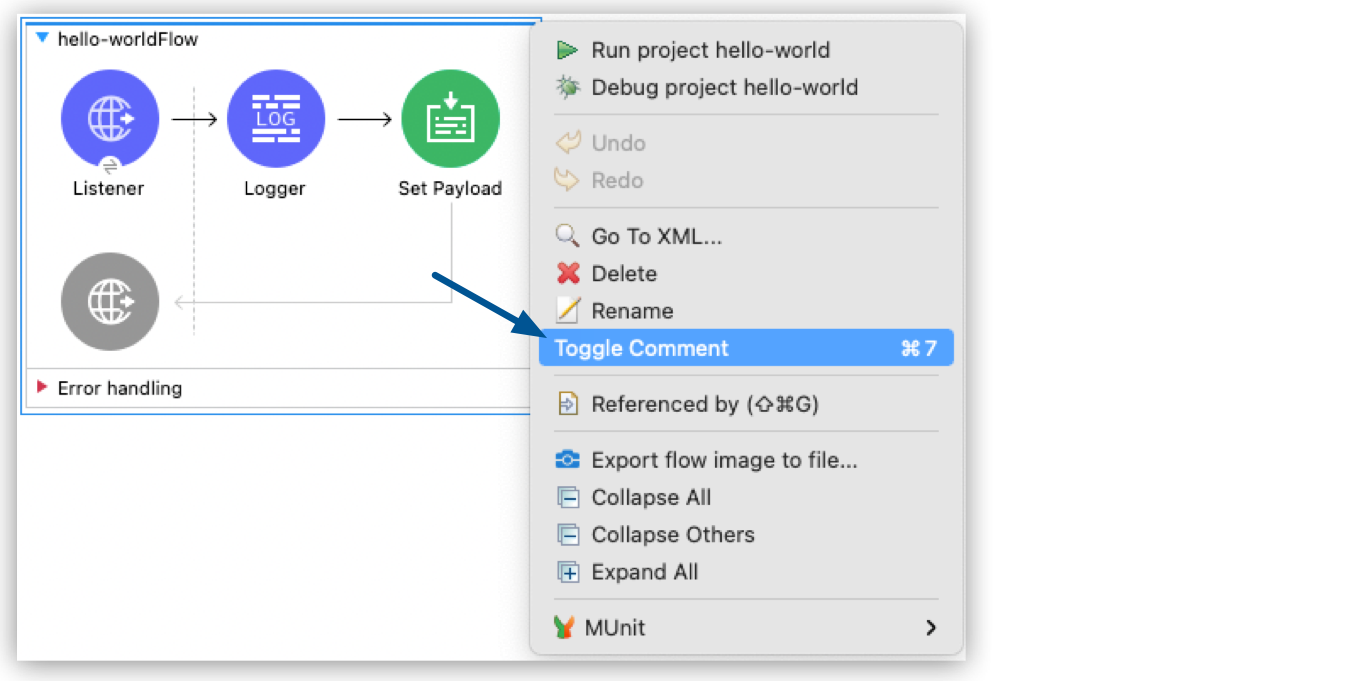 hello-worldFlow
LOG
Listener
Logger
Set Payload
Error handling
Run project hello-world
Debug project hello-world
Undo
Redo
Go To XML...
Delete
Rename
Toggle Comment ⌘7
Referenced by (⇧⌘G)
Export flow image to file...
Collapse All
Collapse Others
Expand All
MUnit